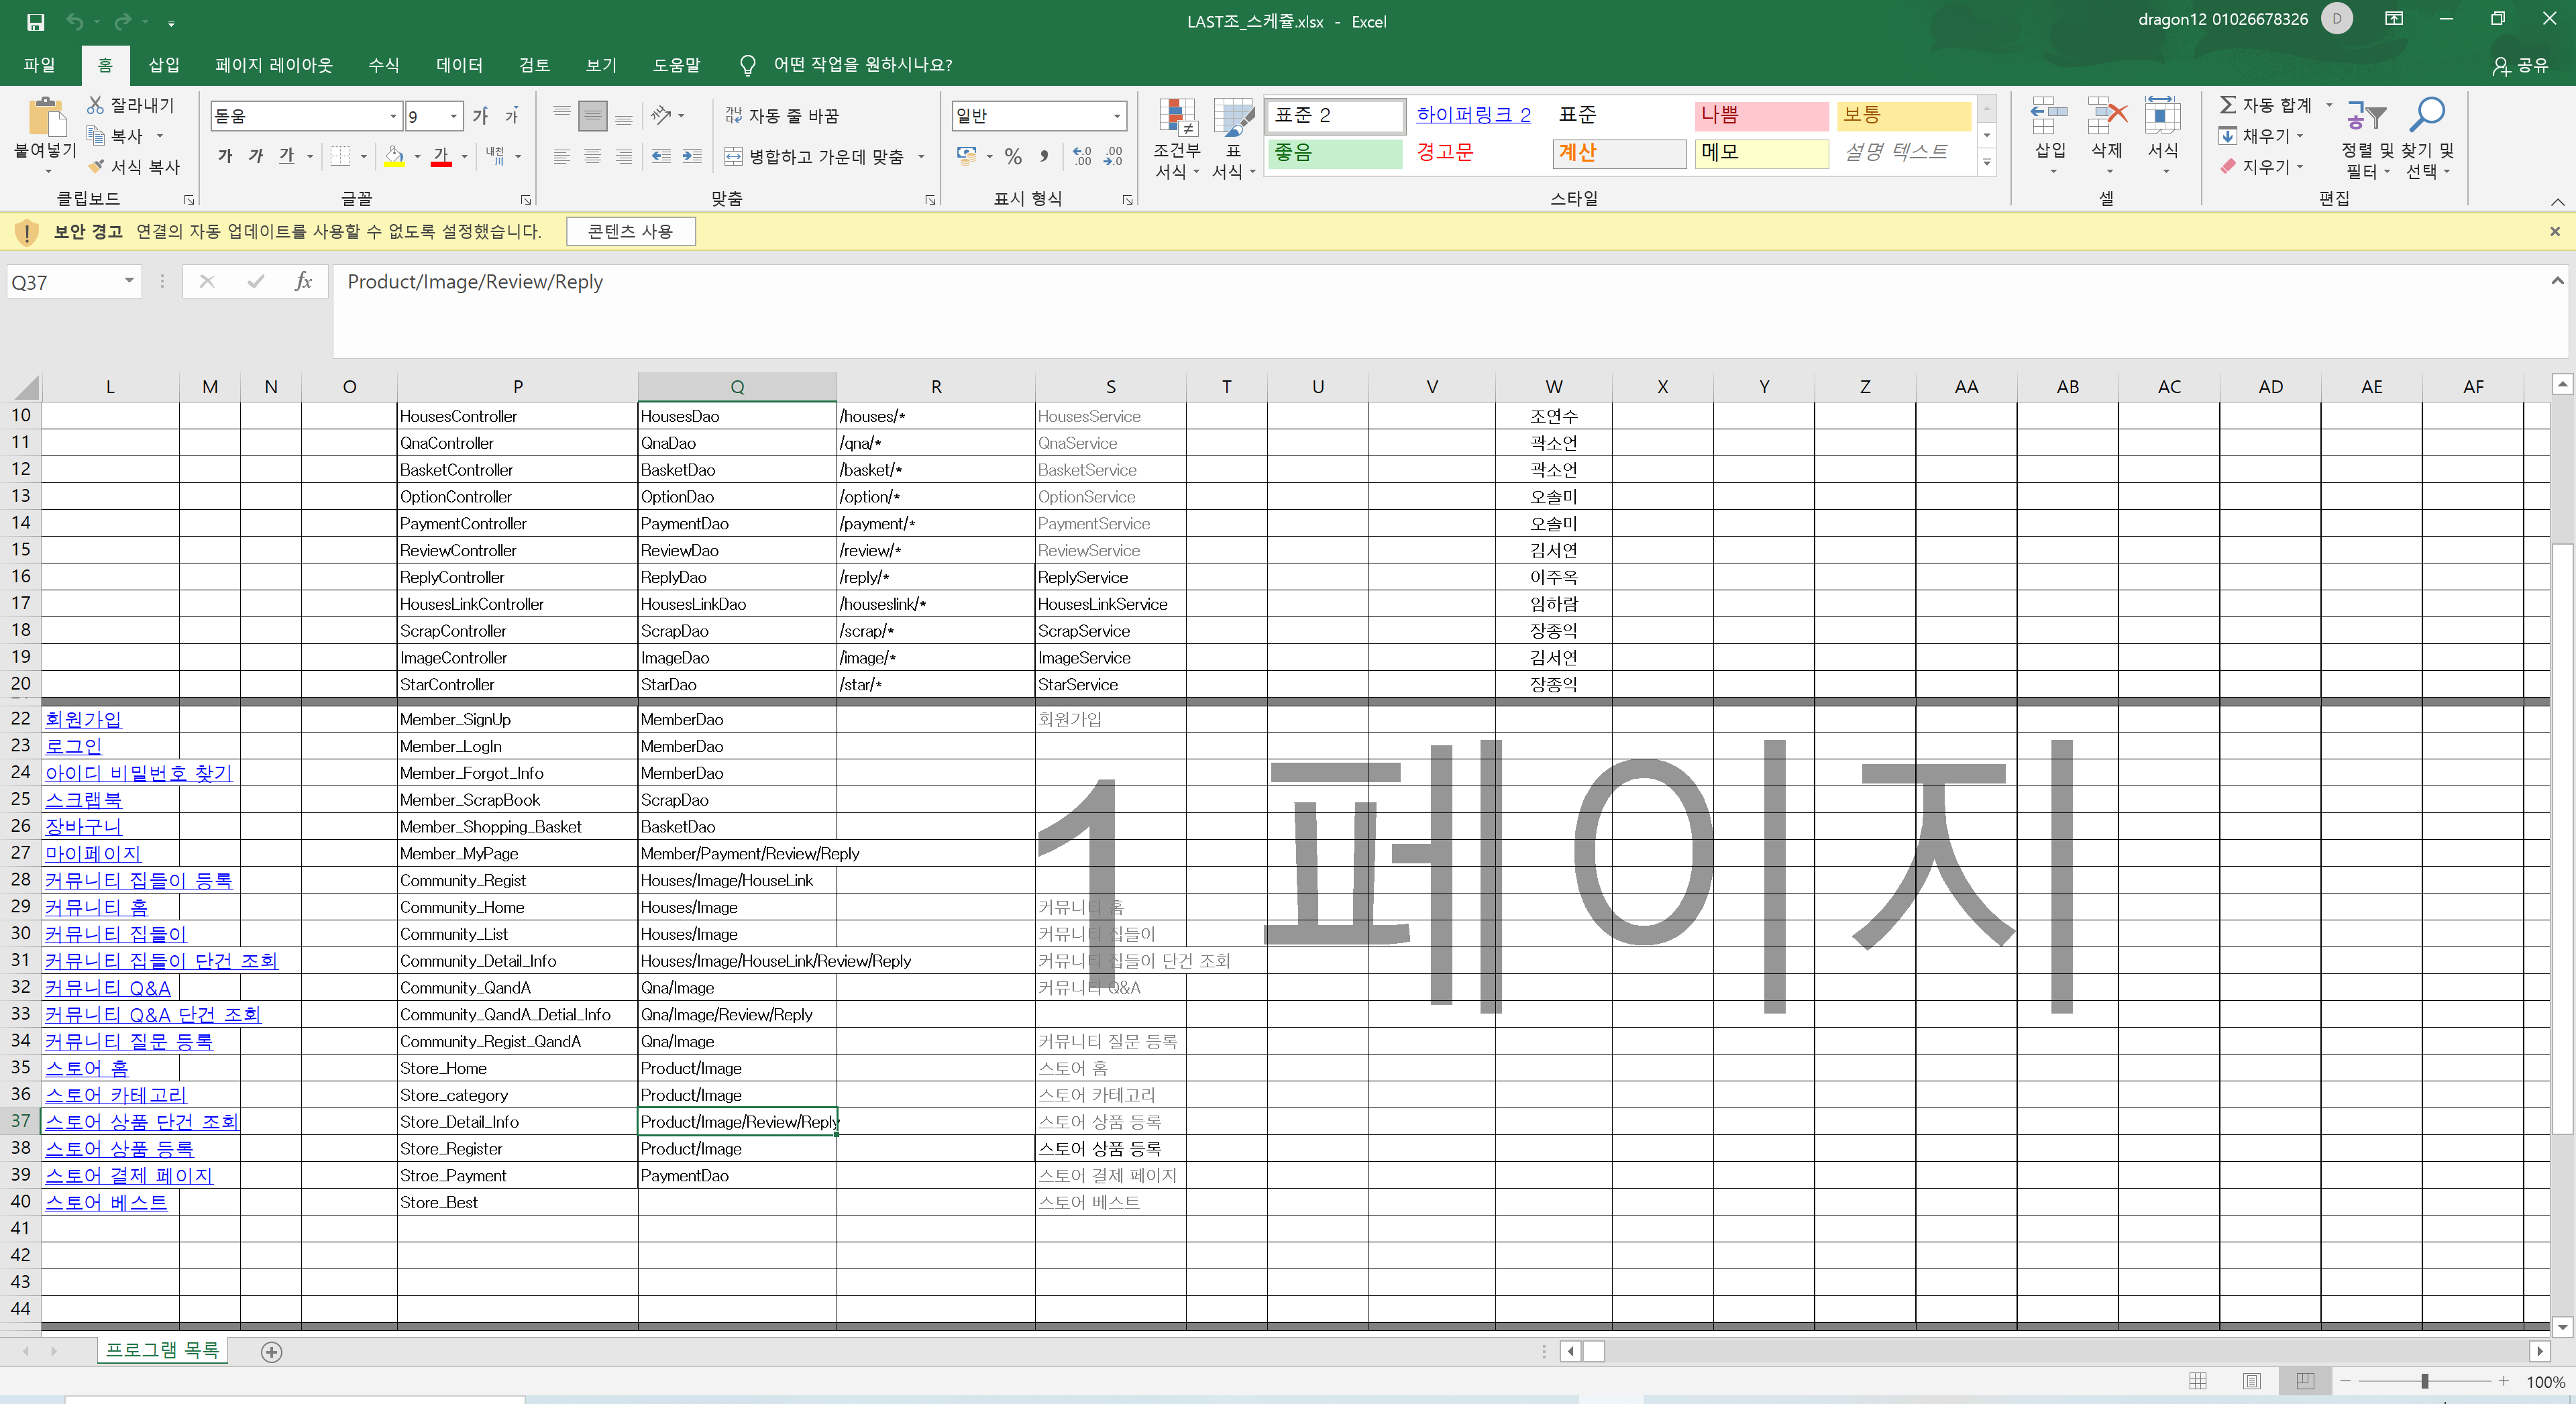 LAST조_스케쥴.xlsx - Excel
dragon12 01026678326 D
파일 홈 삽입 페이지 레이아웃 수식 데이터 검토 보기 도움말 어떤 작업을 원하시나요? 공유
붙여넣기 잘라내기 복사 서식 복사 클립보드
돋움 9 가 가 가 가 가 가 내천 글꼴
자동 줄 바꿈 병합하고 가운데 맞춤 맞춤
일반 % , 표시 형식
조건부 서식 표 서식 표준 2 하이퍼링크 2 표준 나쁨 보통
좋음 경고문 계산 메모 설명 텍스트 스타일
삽입 삭제 서식 셀
자동 합계 채우기 지우기 정렬 및 필터 찾기 및 선택 편집
보안 경고 연결의 자동 업데이트를 사용할 수 없도록 설정했습니다. 콘텐츠 사용
Q37 fx Product/Image/Review/Reply
L M N O P Q R S T U V W X Y Z AA AB AC AD AE AF
10 HousesController HousesDao /houses/* HousesService 조연수
11 QnaController QnaDao /qna/* QnaService 곽소언
12 BasketController BasketDao /basket/* BasketService 곽소언
13 OptionController OptionDao /option/* OptionService 오솔미
14 PaymentController PaymentDao /payment/* PaymentService 오솔미
15 ReviewController ReviewDao /review/* ReviewService 김서연
16 ReplyController ReplyDao /reply/* ReplyService 이주옥
17 HousesLinkController HousesLinkDao /houseslink/* HousesLinkService 임하람
18 ScrapController ScrapDao /scrap/* ScrapService 장종익
19 ImageController ImageDao /image/* ImageService 김서연
20 StarController StarDao /star/* StarService 장종익
22 회원가입 Member_SignUp MemberDao 회원가입
23 로그인 Member_LogIn MemberDao
24 아이디 비밀번호 찾기 Member_Forgot_Info MemberDao
25 스크랩북 Member_ScrapBook ScrapDao
26 장바구니 Member_Shopping_Basket BasketDao
27 마이페이지 Member_MyPage Member/Payment/Review/Reply
28 커뮤니티 집들이 등록 Community_Regist Houses/Image/HouseLink
29 커뮤니티 홈 Community_Home Houses/Image 커뮤니티 홈
30 커뮤니티 집들이 Community_List Houses/Image 커뮤니티 집들이
31 커뮤니티 집들이 단건 조회 Community_Detail_Info Houses/Image/HouseLink/Review/Reply 커뮤니티 집들이 단건 조회
32 커뮤니티 Q&A Community_QandA Qna/Image 커뮤니티 Q&A
33 커뮤니티 Q&A 단건 조회 Community_QandA_Detial_Info Qna/Image/Review/Reply
34 커뮤니티 질문 등록 Community_Regist_QandA Qna/Image 커뮤니티 질문 등록
35 스토어 홈 Store_Home Product/Image 스토어 홈
36 스토어 카테고리 Store_category Product/Image 스토어 카테고리
37 스토어 상품 단건 조회 Store_Detail_Info Product/Image/Review/Reply 스토어 상품 등록
38 스토어 상품 등록 Store_Register Product/Image 스토어 상품 등록
39 스토어 결제 페이지 Stroe_Payment PaymentDao 스토어 결제 페이지
40 스토어 베스트 Store_Best 스토어 베스트
41
42
43
44
1 페이지
프로그램 목록
100%